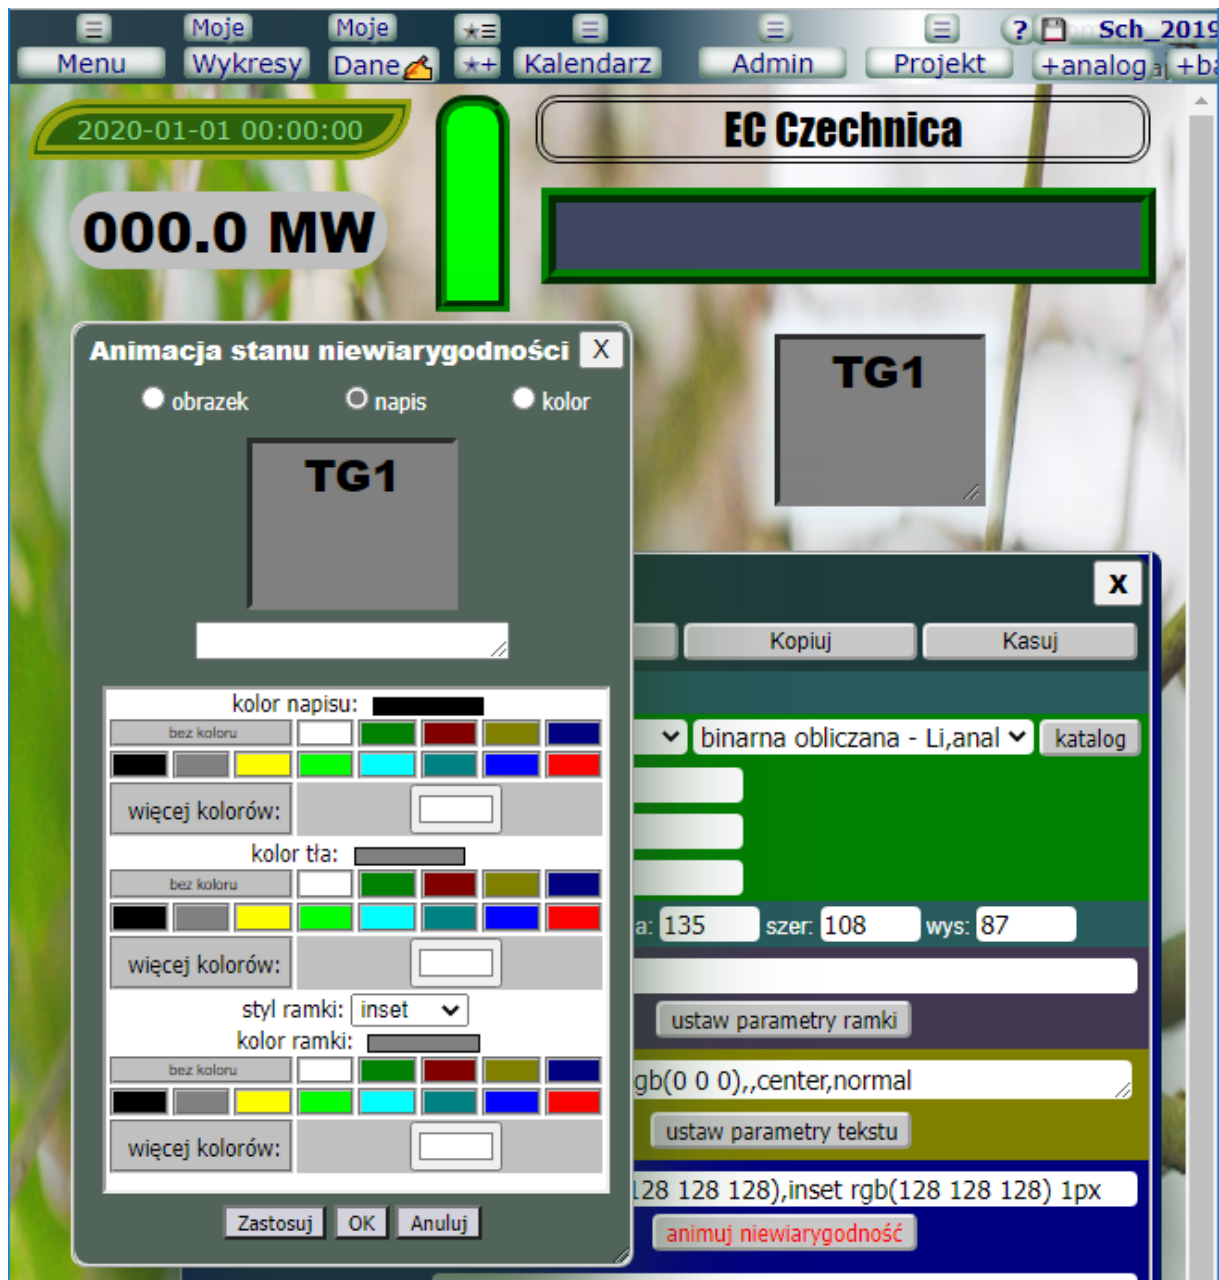 Moje Moje ★≡ ? Sch_2019
Menu Wykresy Dane ★+ Kalendarz Admin Projekt +analog +ba
2020-01-01 00:00:00
EC Czechnica
000.0 MW
Animacja stanu niewiarygodności X
obrazek napis kolor
TG1
TG1
X
Kopiuj Kasuj
kolor napisu:
bez koloru
binarna obliczana - Li,anal katalog
więcej kolorów:
kolor tła:
bez koloru
a: 135 szer: 108 wys: 87
więcej kolorów:
styl ramki: inset
ustaw parametry ramki
kolor ramki:
bez koloru
gb(0 0 0),,center,normal
ustaw parametry tekstu
więcej kolorów:
128 128 128),inset rgb(128 128 128) 1px
Zastosuj OK Anuluj
animuj niewiarygodność